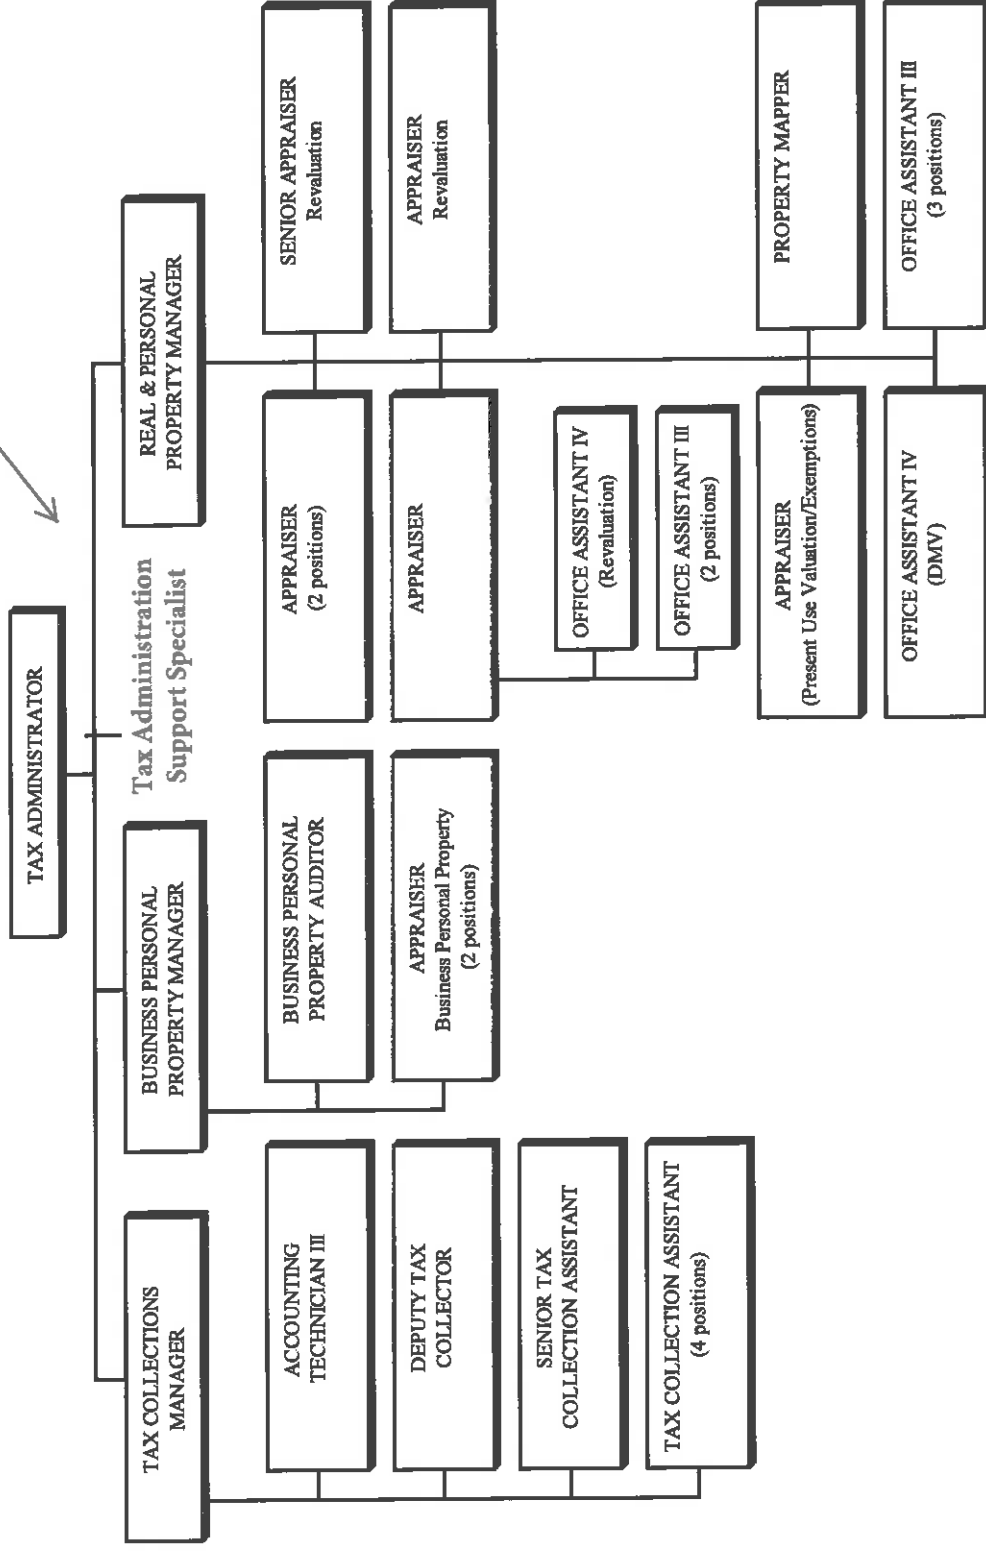 TAX ADMINISTRATOR
Tax Administration
Support Specialist
TAX COLLECTIONS
MANAGER
BUSINESS PERSONAL
PROPERTY MANAGER
REAL & PERSONAL
PROPERTY MANAGER
ACCOUNTING
TECHNICIAN III
DEPUTY TAX
COLLECTOR
SENIOR TAX
COLLECTION ASSISTANT
TAX COLLECTION ASSISTANT
(4 positions)
BUSINESS PERSONAL
PROPERTY AUDITOR
APPRAISER
Business Personal Property
(2 positions)
APPRAISER
(2 positions)
SENIOR APPRAISER
Revaluation
APPRAISER
APPRAISER
Revaluation
OFFICE ASSISTANT IV
(Revaluation)
OFFICE ASSISTANT III
(2 positions)
APPRAISER
(Present Use Valuation/Exemptions)
PROPERTY MAPPER
OFFICE ASSISTANT IV
(DMV)
OFFICE ASSISTANT III
(3 positions)